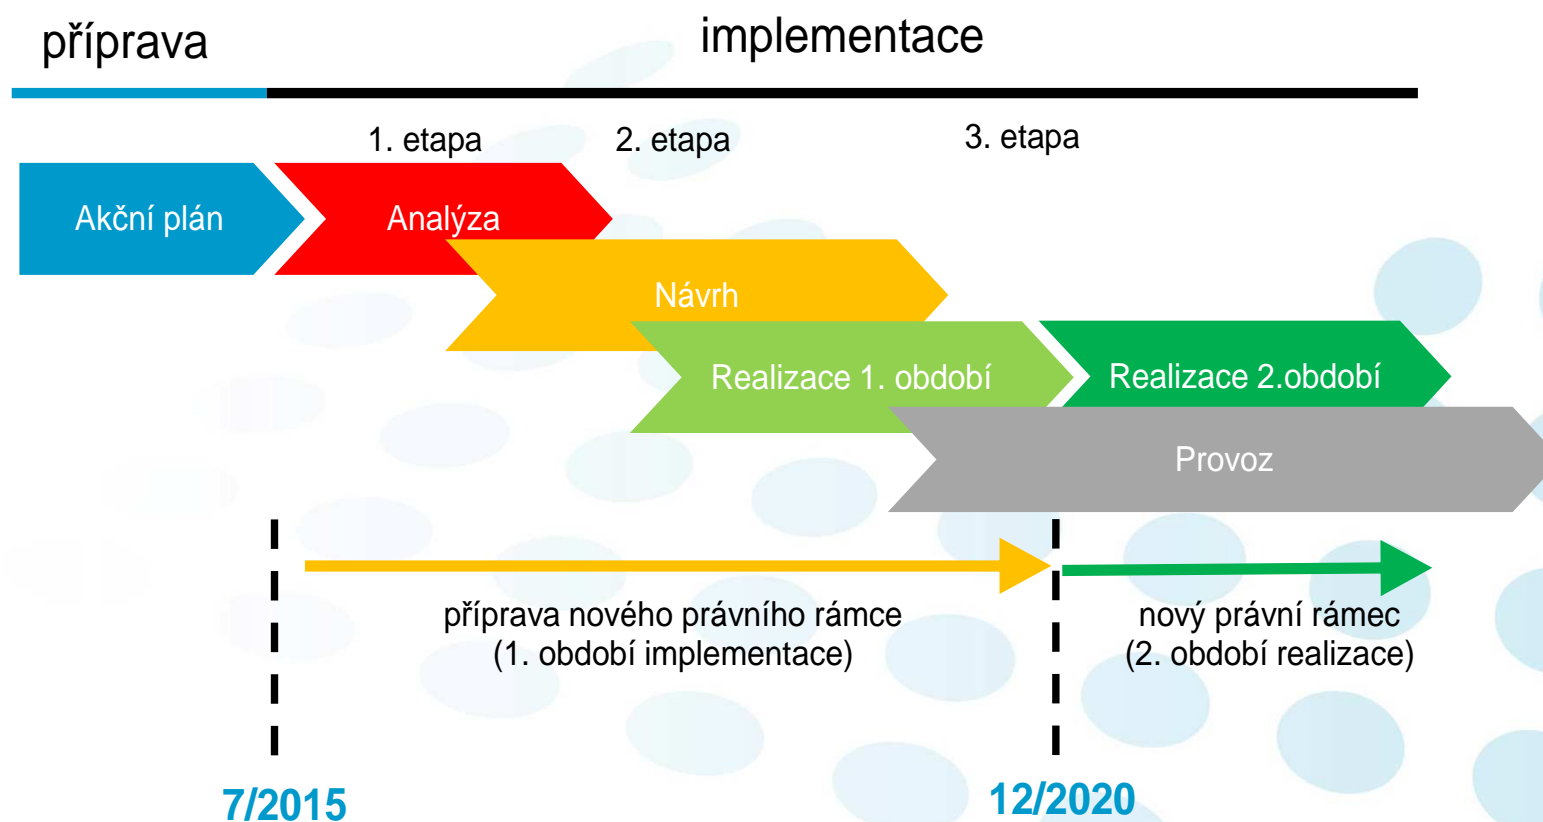 příprava
implementace
1. etapa
2. etapa
3. etapa
Akční plán
Analýza
Návrh
Realizace 1. období
Realizace 2.období
Provoz
příprava nového právního rámce
(1. období implementace)
nový právní rámec
(2. období realizace)
7/2015
12/2020